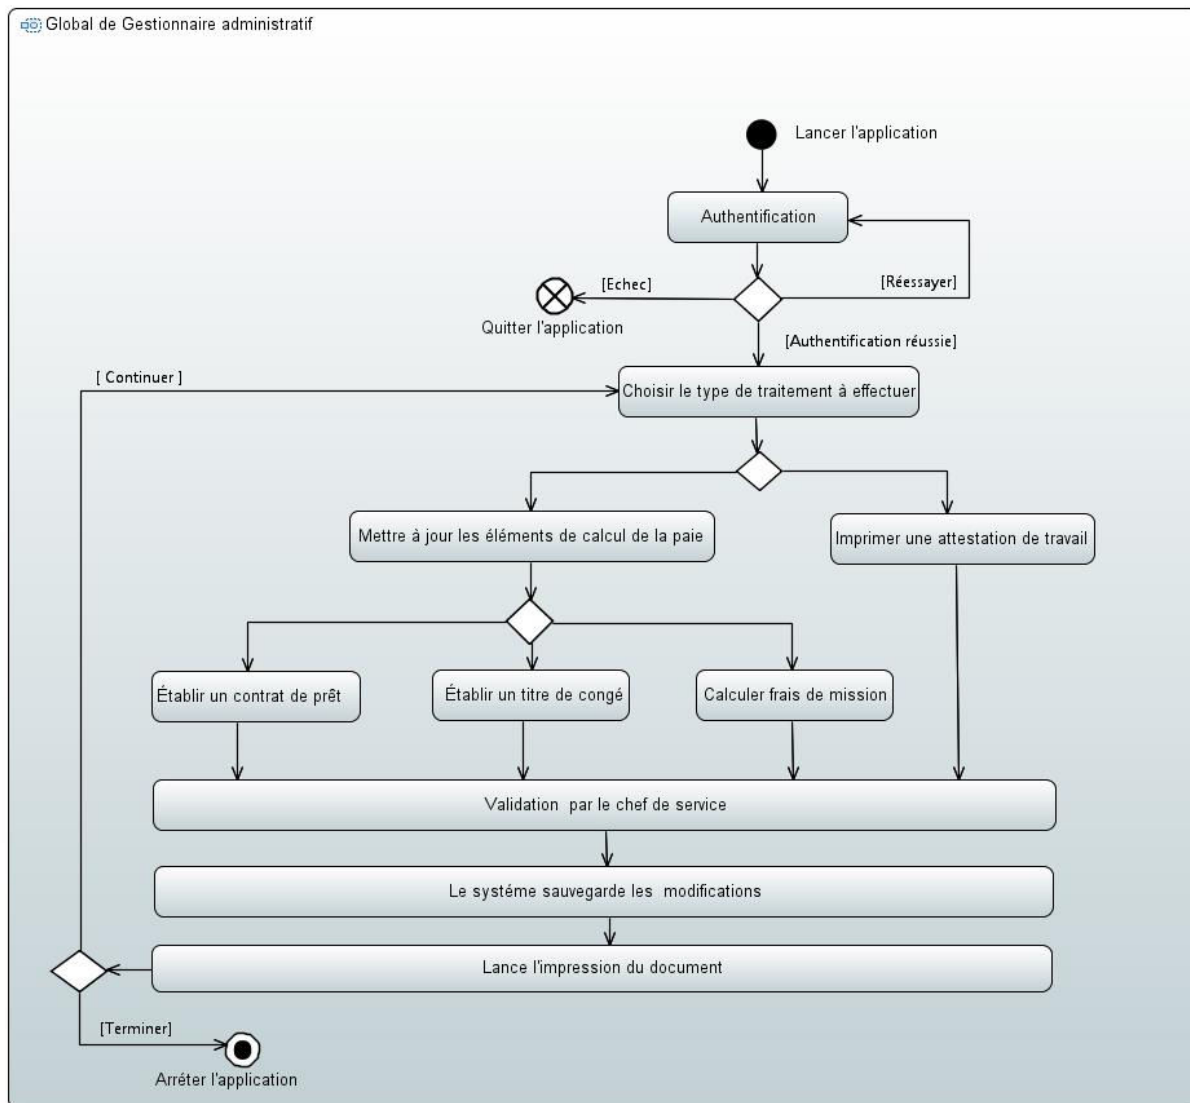 Global de Gestionnaire administratif
Lancer l'application
Authentification
[Echec]
[Réessayer]
Quitter l'application
[Authentification réussie]
[ Continuer ]
Choisir le type de traitement à effectuer
Mettre à jour les éléments de calcul de la paie
Imprimer une attestation de travail
Établir un contrat de prêt
Établir un titre de congé
Calculer frais de mission
Validation par le chef de service
Le systéme sauvegarde les modifications
Lance l'impression du document
[Terminer]
Arréter l'application